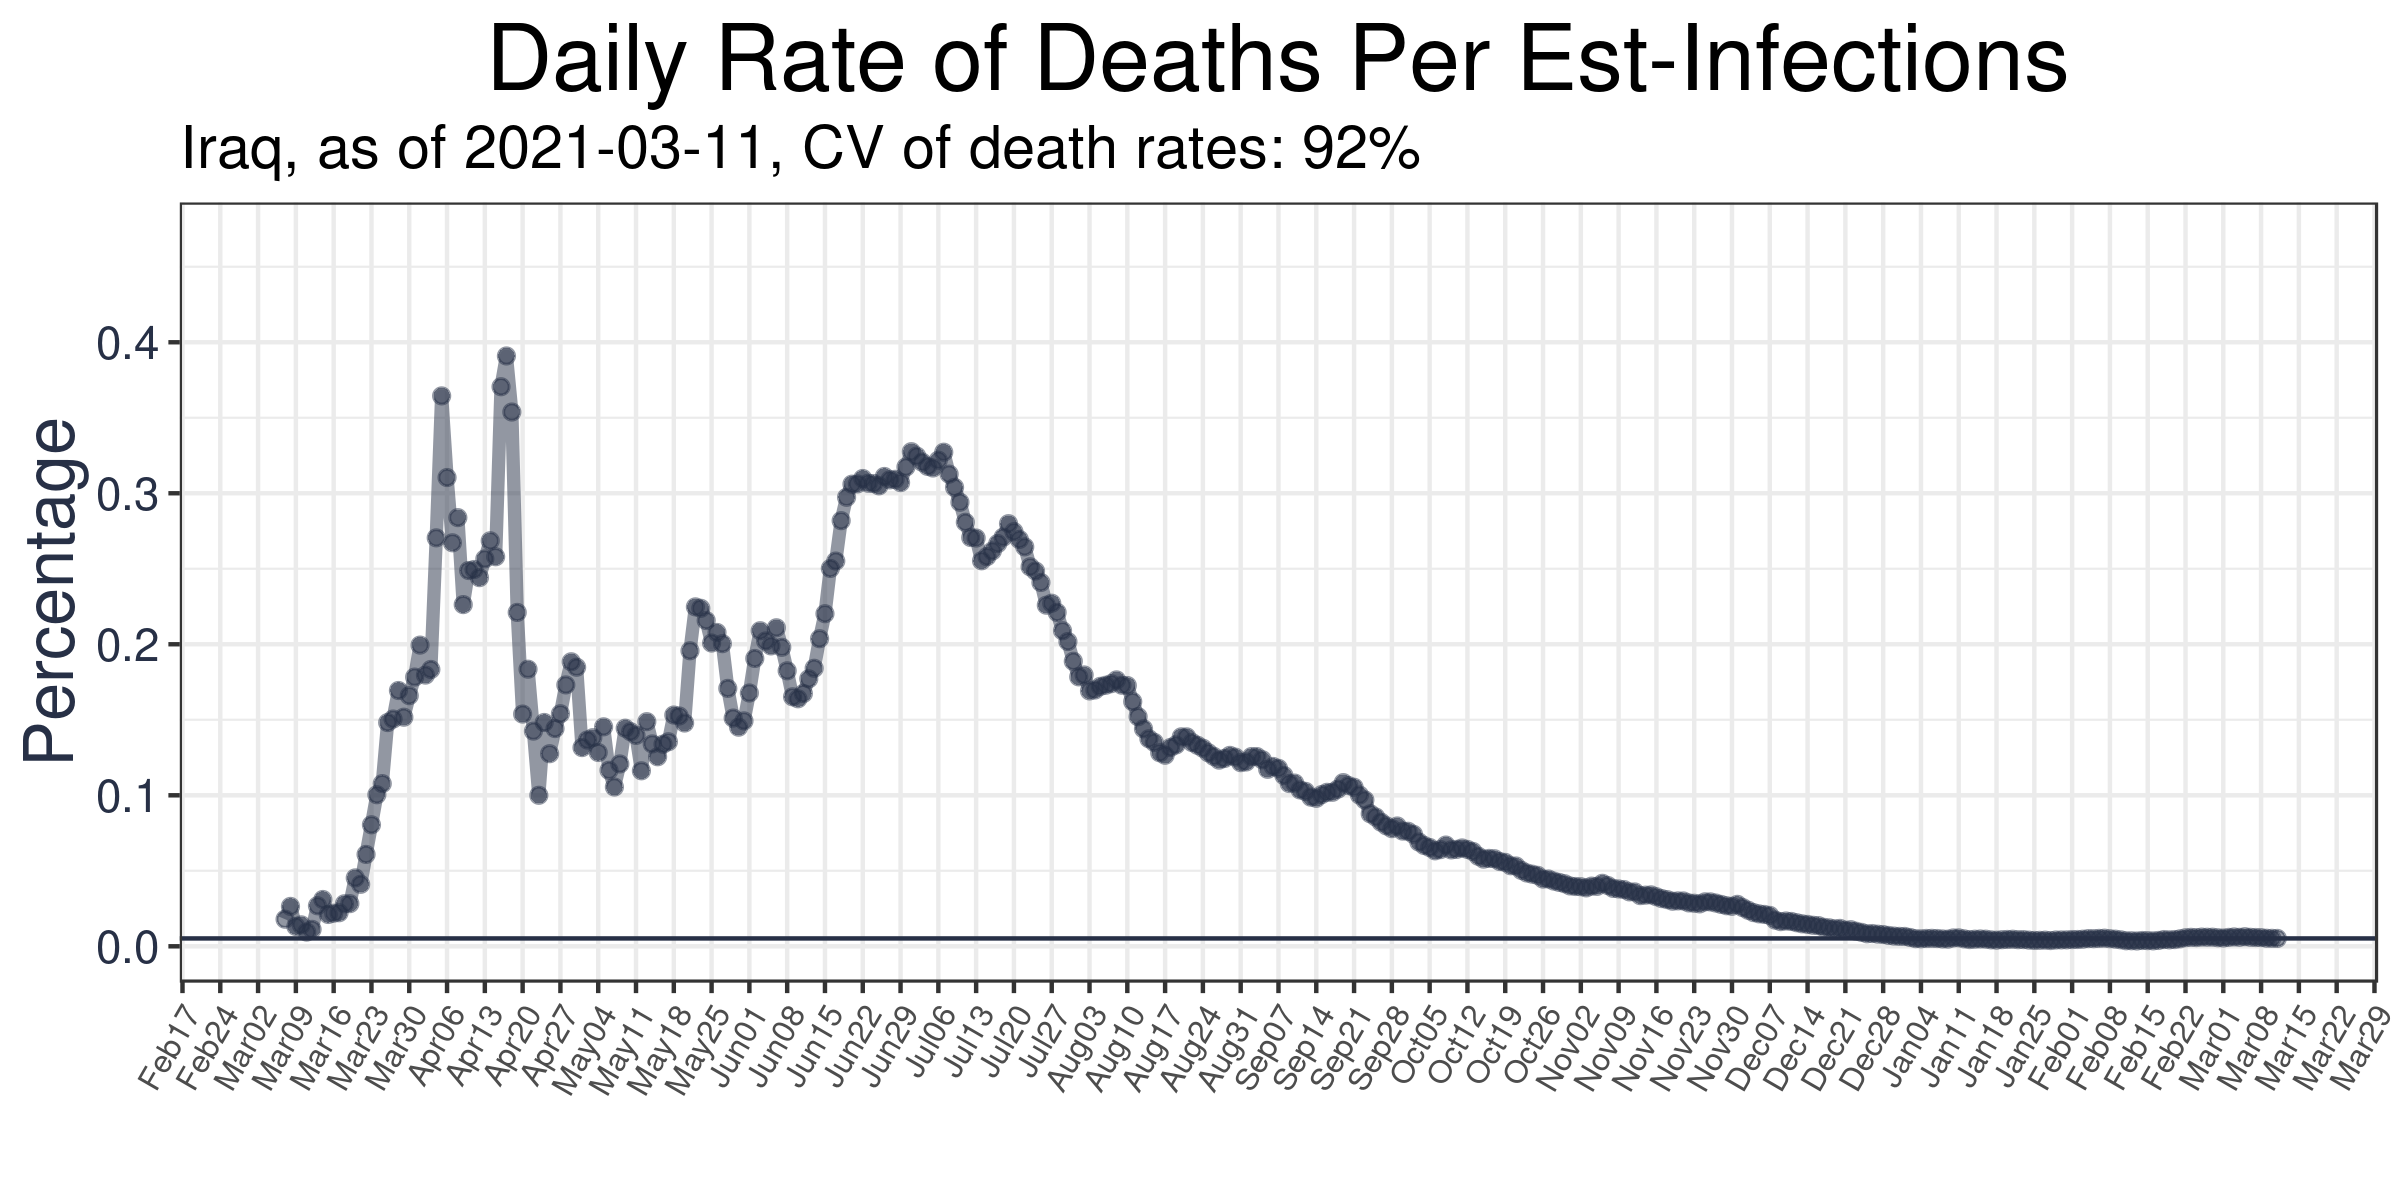 Daily Rate of Deaths Per Est-Infections
Iraq, as of 2021-03-11, CV of death rates: 92%
Percentage
0.4
0.3
0.2
0.1
0.0
Feb17
Feb24
Mar02
Mar09
Mar16
Mar23
Mar30
Apr06
Apr13
Apr20
Apr27
May04
May11
May18
May25
Jun01
Jun08
Jun15
Jun22
Jun29
Jul06
Jul13
Jul20
Jul27
Aug03
Aug10
Aug17
Aug24
Aug31
Sep07
Sep14
Sep21
Sep28
Oct05
Oct12
Oct19
Oct26
Nov02
Nov09
Nov16
Nov23
Nov30
Dec07
Dec14
Dec21
Dec28
Jan04
Jan11
Jan18
Jan25
Feb01
Feb08
Feb15
Feb22
Mar01
Mar08
Mar15
Mar22
Mar29